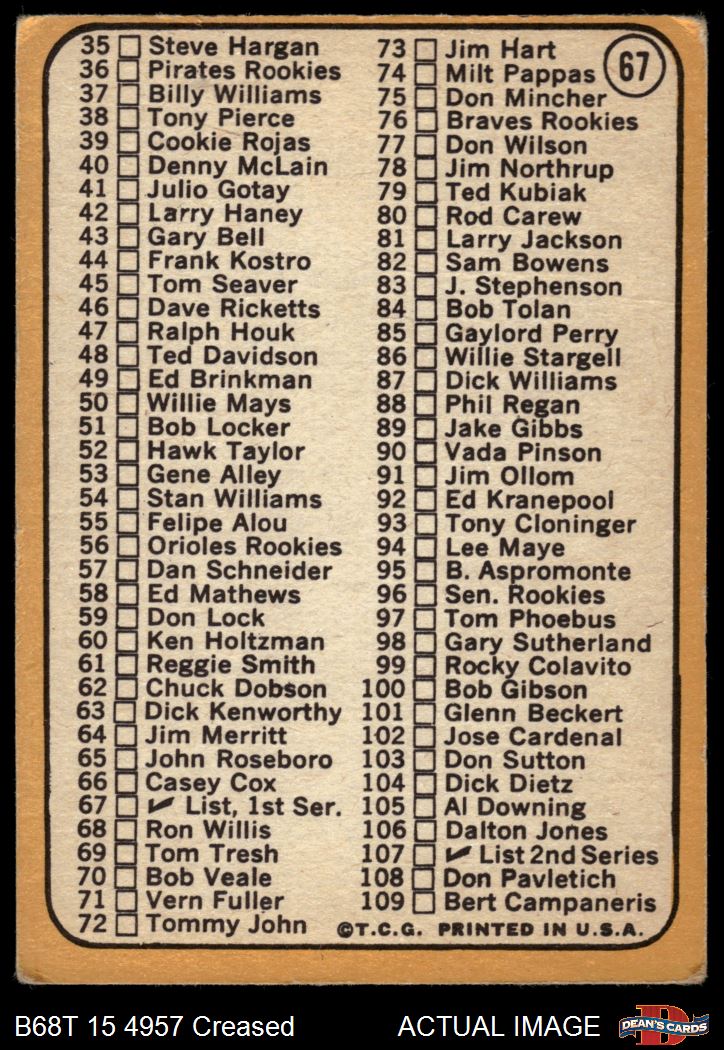 67
35 Steve Hargan
36 Pirates Rookies
37 Billy Williams
38 Tony Pierce
39 Cookie Rojas
40 Denny McLain
41 Julio Gotay
42 Larry Haney
43 Gary Bell
44 Frank Kostro
45 Tom Seaver
46 Dave Ricketts
47 Ralph Houk
48 Ted Davidson
49 Ed Brinkman
50 Willie Mays
51 Bob Locker
52 Hawk Taylor
53 Gene Alley
54 Stan Williams
55 Felipe Alou
56 Orioles Rookies
57 Dan Schneider
58 Ed Mathews
59 Don Lock
60 Ken Holtzman
61 Reggie Smith
62 Chuck Dobson
63 Dick Kenworthy
64 Jim Merritt
65 John Roseboro
66 Casey Cox
67 ✔ List, 1st Ser.
68 Ron Willis
69 Tom Tresh
70 Bob Veale
71 Vern Fuller
72 Tommy John
73 Jim Hart
74 Milt Pappas
75 Don Mincher
76 Braves Rookies
77 Don Wilson
78 Jim Northrup
79 Ted Kubiak
80 Rod Carew
81 Larry Jackson
82 Sam Bowens
83 J. Stephenson
84 Bob Tolan
85 Gaylord Perry
86 Willie Stargell
87 Dick Williams
88 Phil Regan
89 Jake Gibbs
90 Vada Pinson
91 Jim Ollom
92 Ed Kranepool
93 Tony Cloninger
94 Lee Maye
95 B. Aspromonte
96 Sen. Rookies
97 Tom Phoebus
98 Gary Sutherland
99 Rocky Colavito
100 Bob Gibson
101 Glenn Beckert
102 Jose Cardenal
103 Don Sutton
104 Dick Dietz
105 Al Downing
106 Dalton Jones
107 ✔ List 2nd Series
108 Don Pavletich
109 Bert Campaneris
©T.C.G. PRINTED IN U.S.A.
B68T 15 4957 Creased ACTUAL IMAGE
D
DEAN'S CARDS